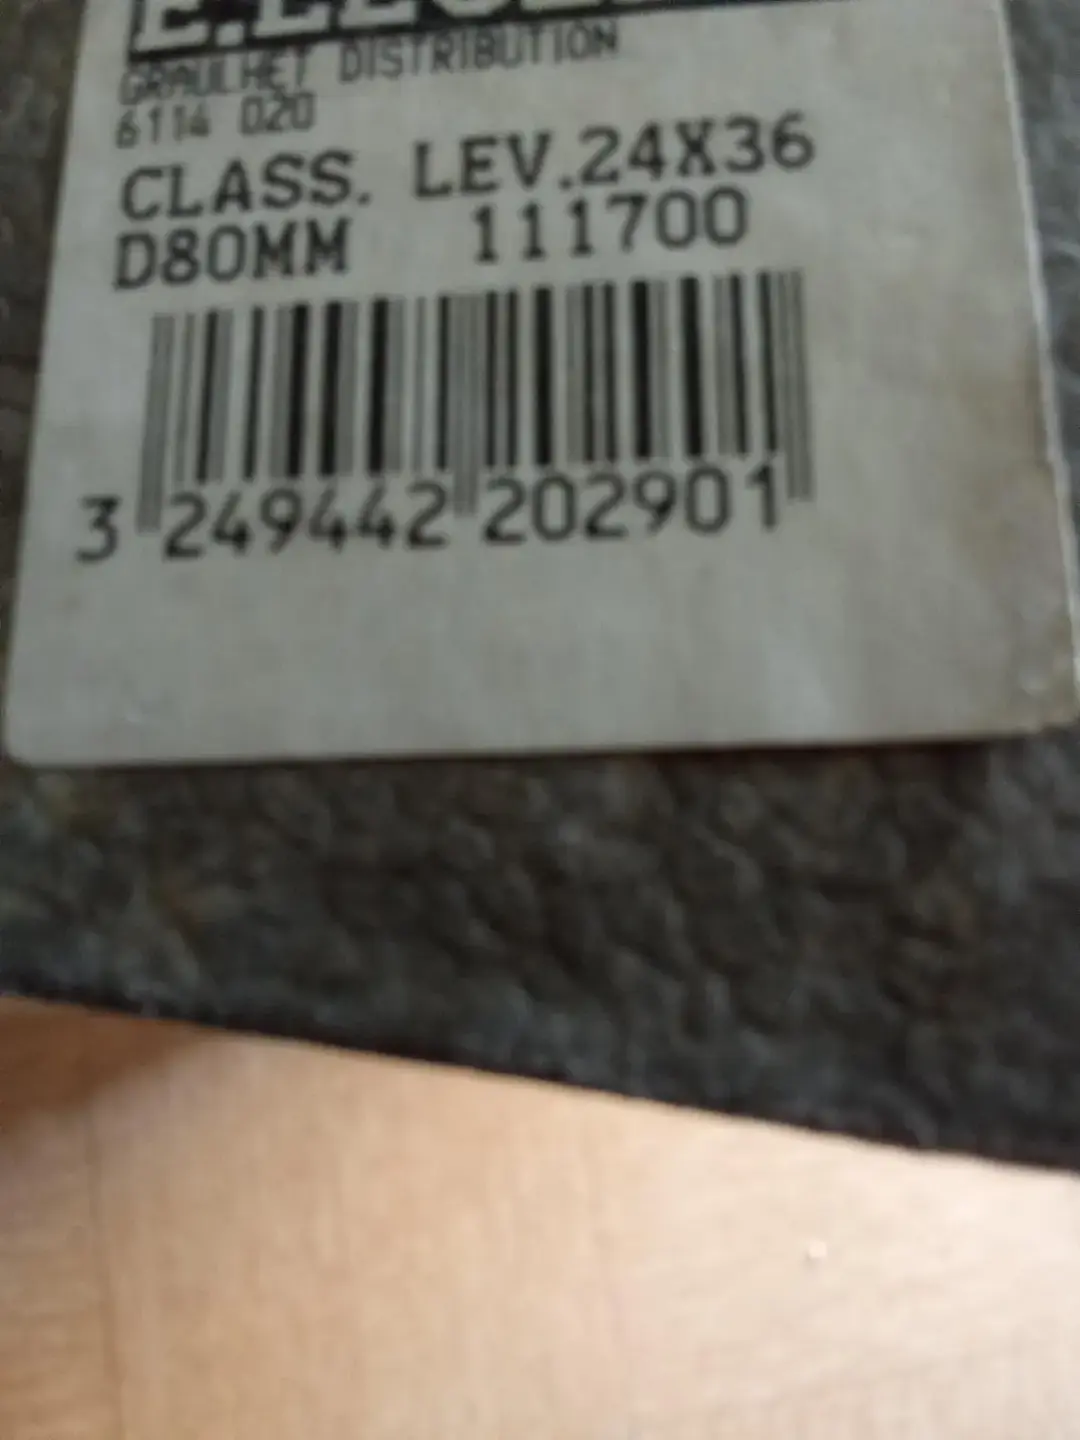 GRAULHET DISTRIBUTION
6114 020
CLASS. LEV.24X36
D80MM 111700
3 249442 202901